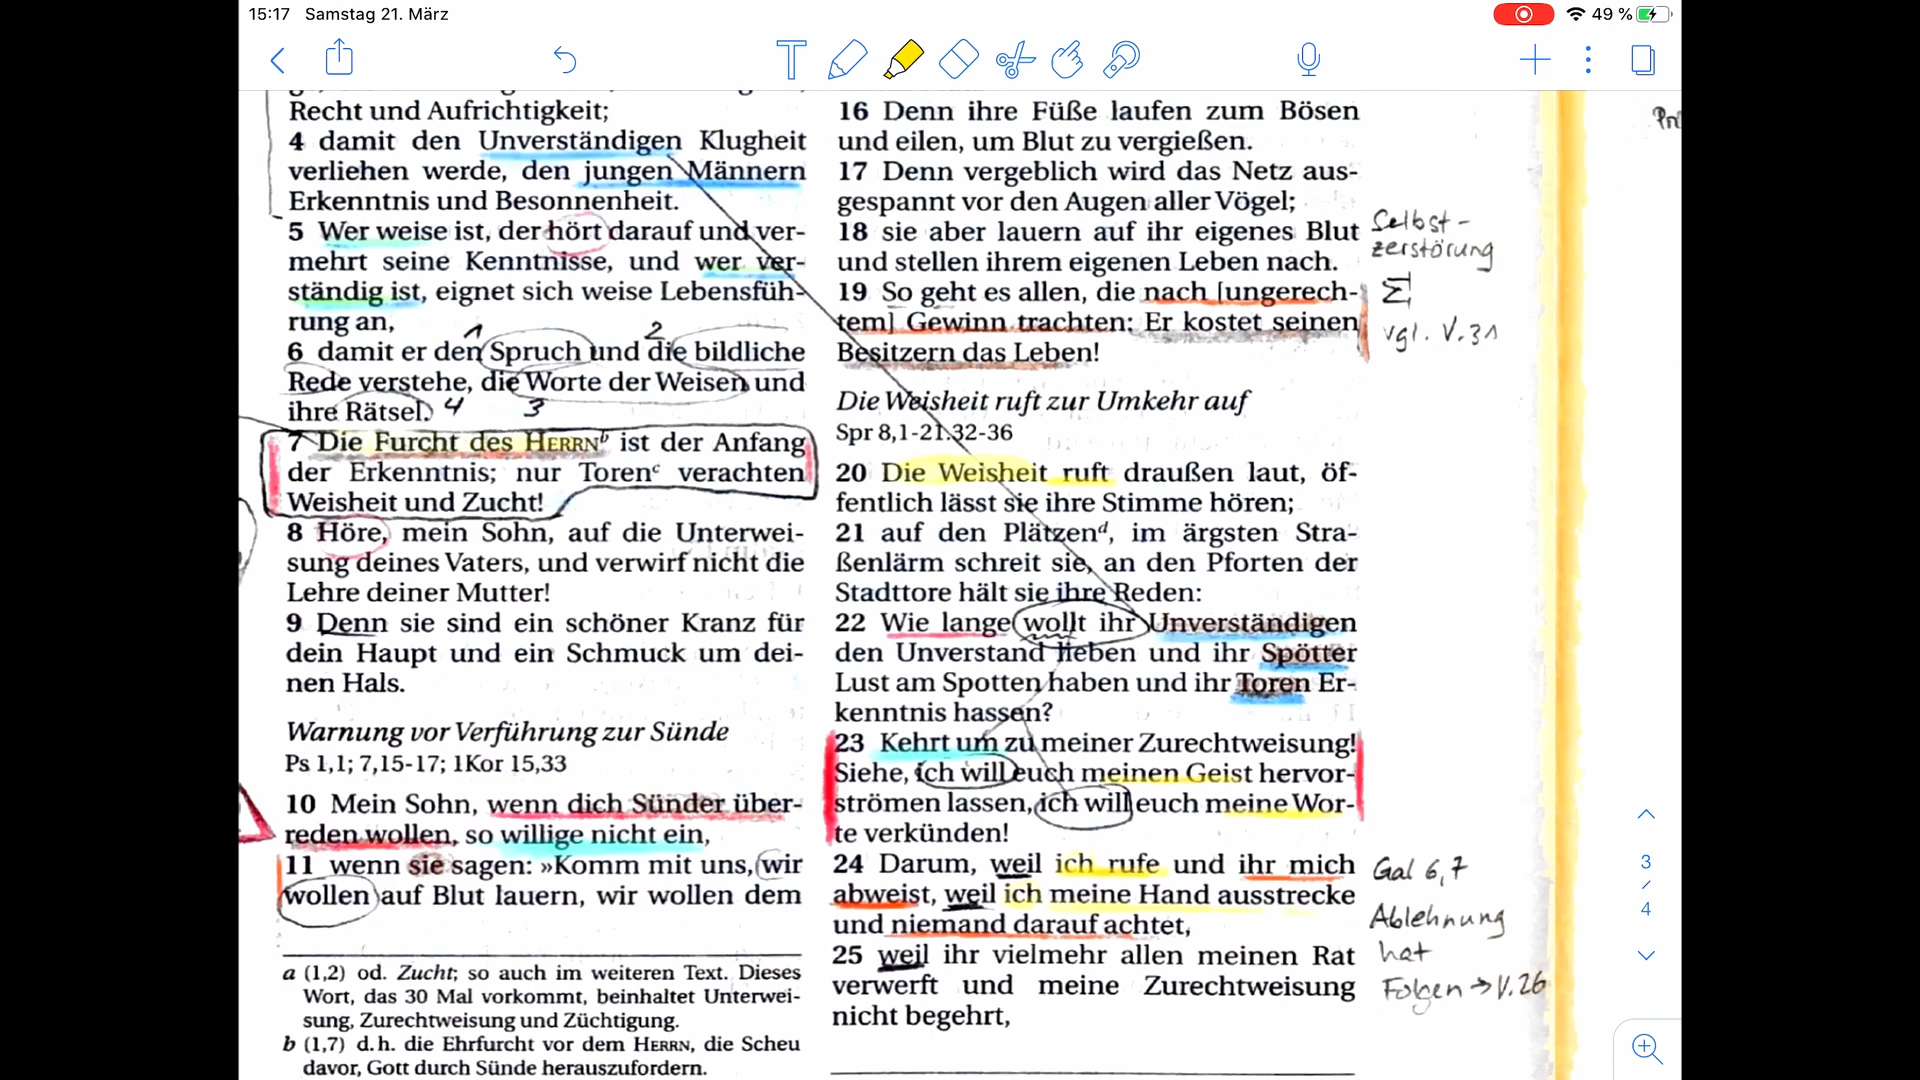 15:17 Samstag 21. März
49 %
Recht und Aufrichtigkeit;
4 damit den Unverständigen Klugheit
verliehen werde, den jungen Männern
Erkenntnis und Besonnenheit.
5 Wer weise ist, der hört darauf und ver-
mehrt seine Kenntnisse, und wer ver-
ständig ist, eignet sich weise Lebensfüh-
rung an,
1 2
6 damit er den Spruch und die bildliche
Rede verstehe, die Worte der Weisen und
ihre Rätsel. 4 3
7 Die Furcht des HERRNb ist der Anfang
der Erkenntnis; nur Torenc verachten
Weisheit und Zucht!
8 Höre, mein Sohn, auf die Unterwei-
sung deines Vaters, und verwirf nicht die
Lehre deiner Mutter!
9 Denn sie sind ein schöner Kranz für
dein Haupt und ein Schmuck um dei-
nen Hals.
Warnung vor Verführung zur Sünde
Ps 1,1; 7,15-17; 1Kor 15,33
10 Mein Sohn, wenn dich Sünder über-
reden wollen, so willige nicht ein,
11 wenn sie sagen: »Komm mit uns, wir
wollen auf Blut lauern, wir wollen dem
a (1,2) od. Zucht; so auch im weiteren Text. Dieses
Wort, das 30 Mal vorkommt, beinhaltet Unterwei-
sung, Zurechtweisung und Züchtigung.
b (1,7) d.h. die Ehrfurcht vor dem HERRN, die Scheu
davor, Gott durch Sünde herauszufordern.
16 Denn ihre Füße laufen zum Bösen
und eilen, um Blut zu vergießen.
17 Denn vergeblich wird das Netz aus-
gespannt vor den Augen aller Vögel;
18 sie aber lauern auf ihr eigenes Blut
und stellen ihrem eigenen Leben nach.
19 So geht es allen, die nach [ungerech-
tem] Gewinn trachten: Er kostet seinen
Besitzern das Leben!
Die Weisheit ruft zur Umkehr auf
Spr 8,1-21.32-36
20 Die Weisheit ruft draußen laut, öf-
fentlich lässt sie ihre Stimme hören;
21 auf den Plätzend, im ärgsten Stra-
ßenlärm schreit sie, an den Pforten der
Stadttore hält sie ihre Reden:
22 Wie lange wollt ihr Unverständigen
den Unverstand lieben und ihr Spötter
Lust am Spotten haben und ihr Toren Er-
kenntnis hassen?
23 Kehrt um zu meiner Zurechtweisung!
Siehe, ich will euch meinen Geist hervor-
strömen lassen, ich will euch meine Wor-
te verkünden!
24 Darum, weil ich rufe und ihr mich
abweist, weil ich meine Hand ausstrecke
und niemand darauf achtet,
25 weil ihr vielmehr allen meinen Rat
verwerft und meine Zurechtweisung
nicht begehrt,
Selbst-
zerstörung
Σ
vgl. V.31
Gal 6,7
Ablehnung
hat
Folgen → V.26
3
/
4